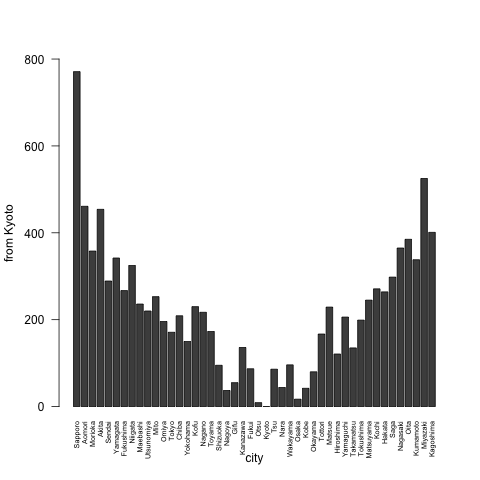 800
600
400
200
0
from Kyoto
Sapporo
Aomori
Morioka
Akita
Sendai
Yamagata
Fukushima
Niigata
Maebashi
Utsunomiya
Mito
Omiya
Tokyo
Chiba
Yokohama
Kofu
Nagano
Toyama
Shizuoka
Nagoya
Gifu
Kanazawa
Fukui
Otsu
Kyoto
Tsu
Nara
Wakayama
Osaka
Kobe
Okayama
Tottori
Matsue
Hiroshima
Yamaguchi
Takamatsu
Tokushima
Matsuyama
Kochi
Hakata
Saga
Nagasaki
Oita
Kumamoto
Miyazaki
Kagoshima
city